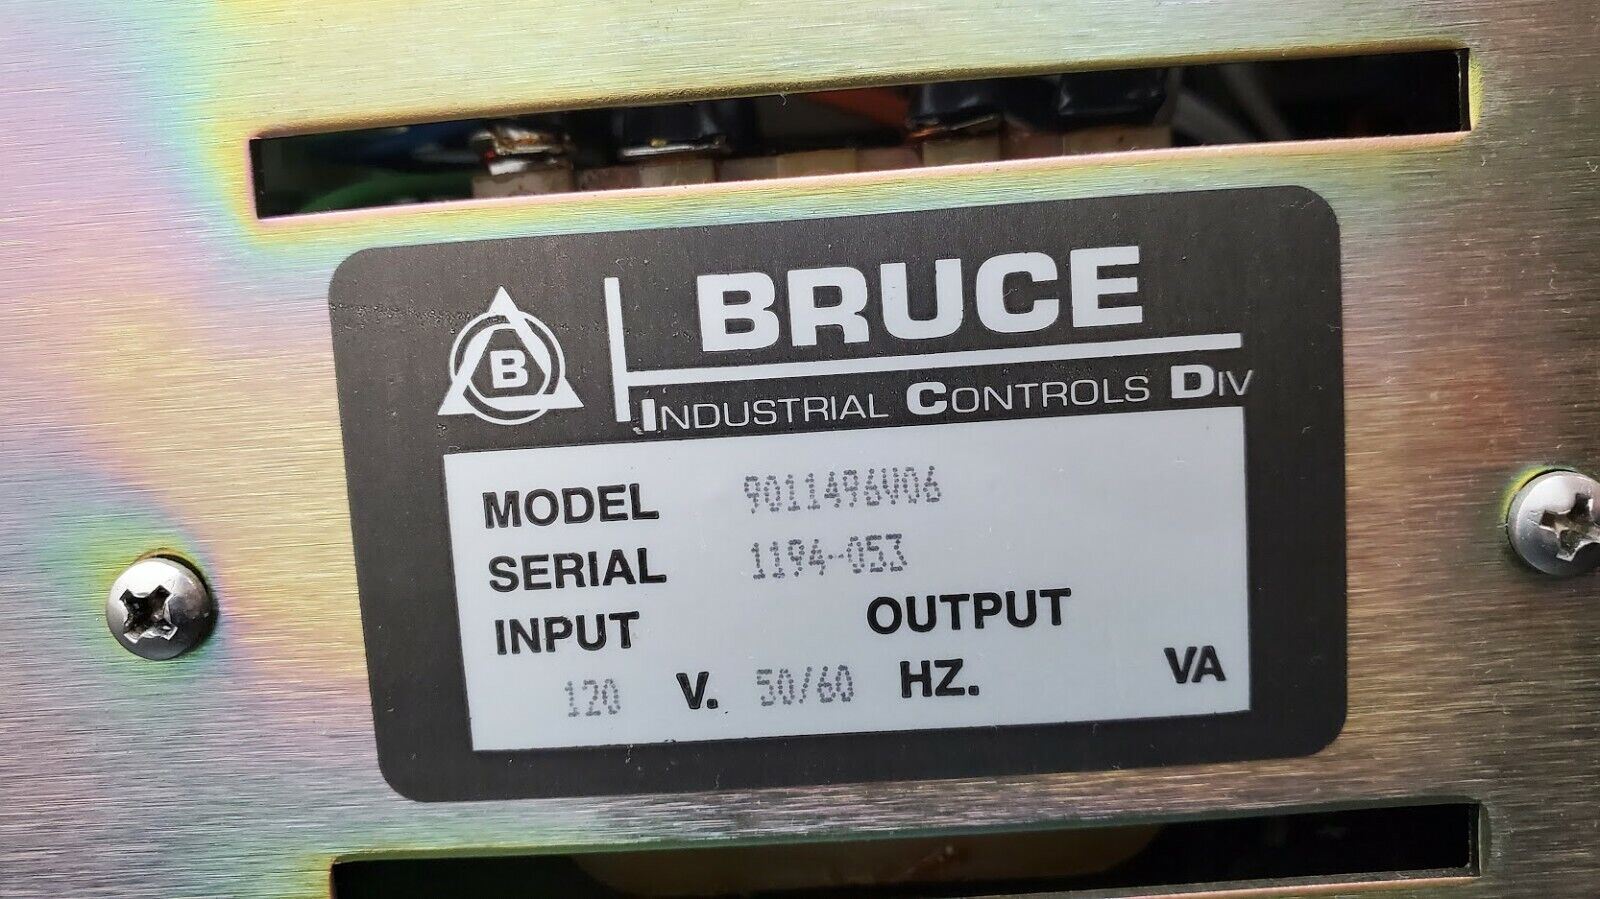 B
BRUCE
INDUSTRIAL CONTROLS DIV
MODEL 9011496V06
SERIAL 1194-053
INPUT OUTPUT
120 V. 50/60 HZ. VA